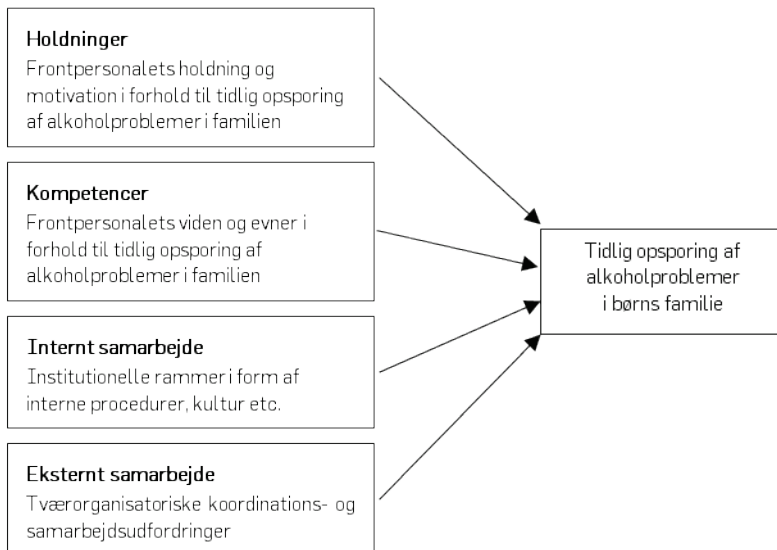 Holdninger
Frontpersonalets holdning og
motivation i forhold til tidlig opsporing
af alkoholproblemer i familien
Kompetencer
Frontpersonalets viden og evner i
forhold til tidlig opsporing af
alkoholproblemer i familien
Internt samarbejde
Institutionelle rammer i form af
interne procedurer, kultur etc.
Eksternt samarbejde
Tværorganisatoriske koordinations- og
samarbejdsudfordringer
Tidlig opsporing af
alkoholproblemer
i børns familie